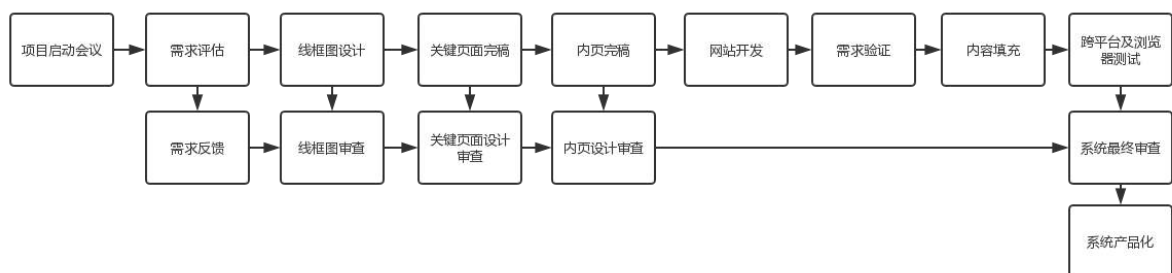 项目启动会议
需求评估
线框图设计
关键页面完稿
内页完稿
网站开发
需求验证
内容填充
跨平台及浏览
器测试
需求反馈
线框图审查
关键页面设计
审查
内页设计审查
系统最终审查
系统产品化